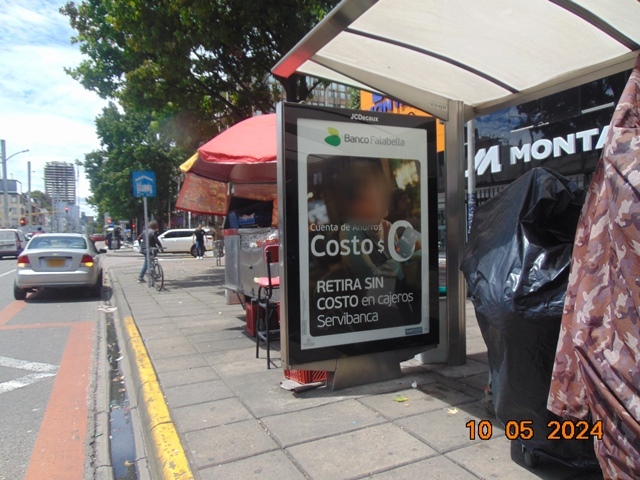 JCDecaux
Banco Falabella
Cuenta de Ahorros
Costo $0
RETIRA SIN
COSTO en cajeros
Servibanca
MONTA
10 05 2024